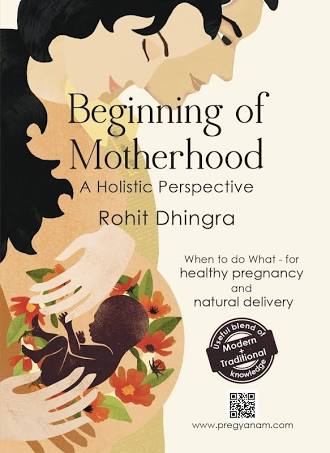 Beginning of
Motherhood
A Holistic Perspective
Rohit Dhingra
When to do What - for
healthy pregnancy
and
natural delivery
Useful blend of
Modern
&
Traditional
knowledge
www.pregyanam.com